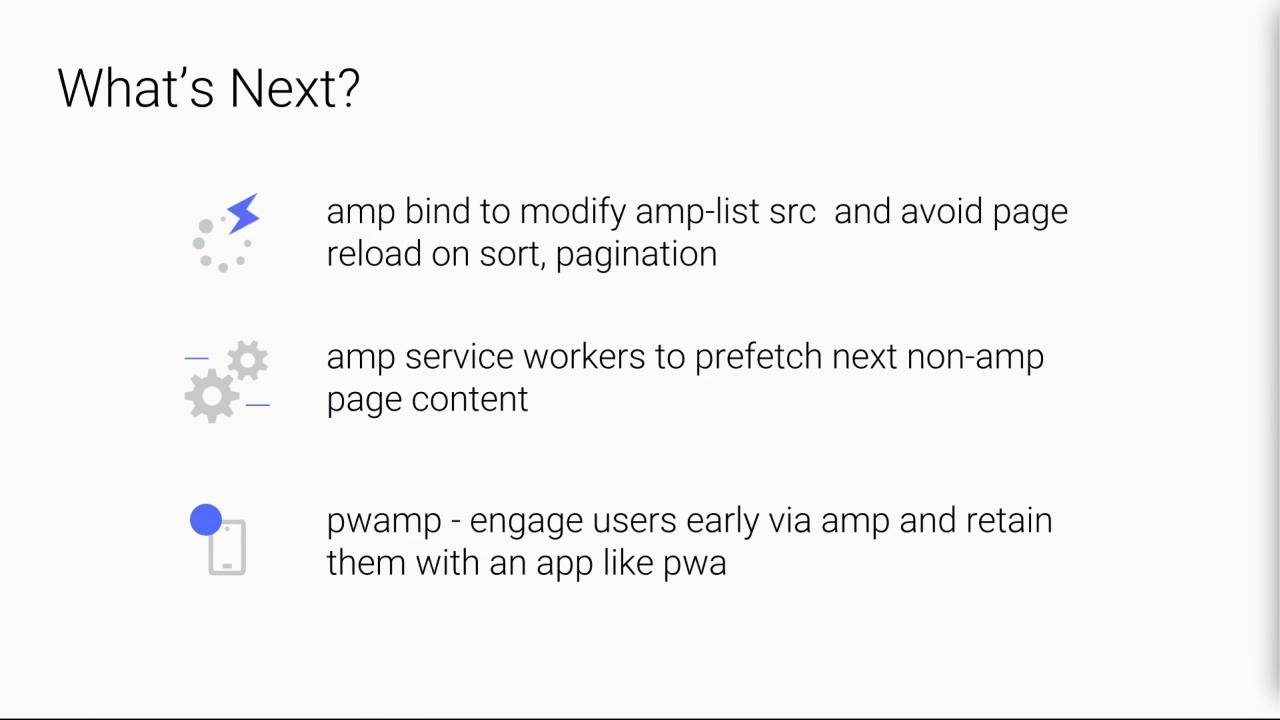 What's Next?
amp bind to modify amp-list src  and avoid page
reload on sort, pagination
amp service workers to prefetch next non-amp
page content
pwamp - engage users early via amp and retain
them with an app like pwa